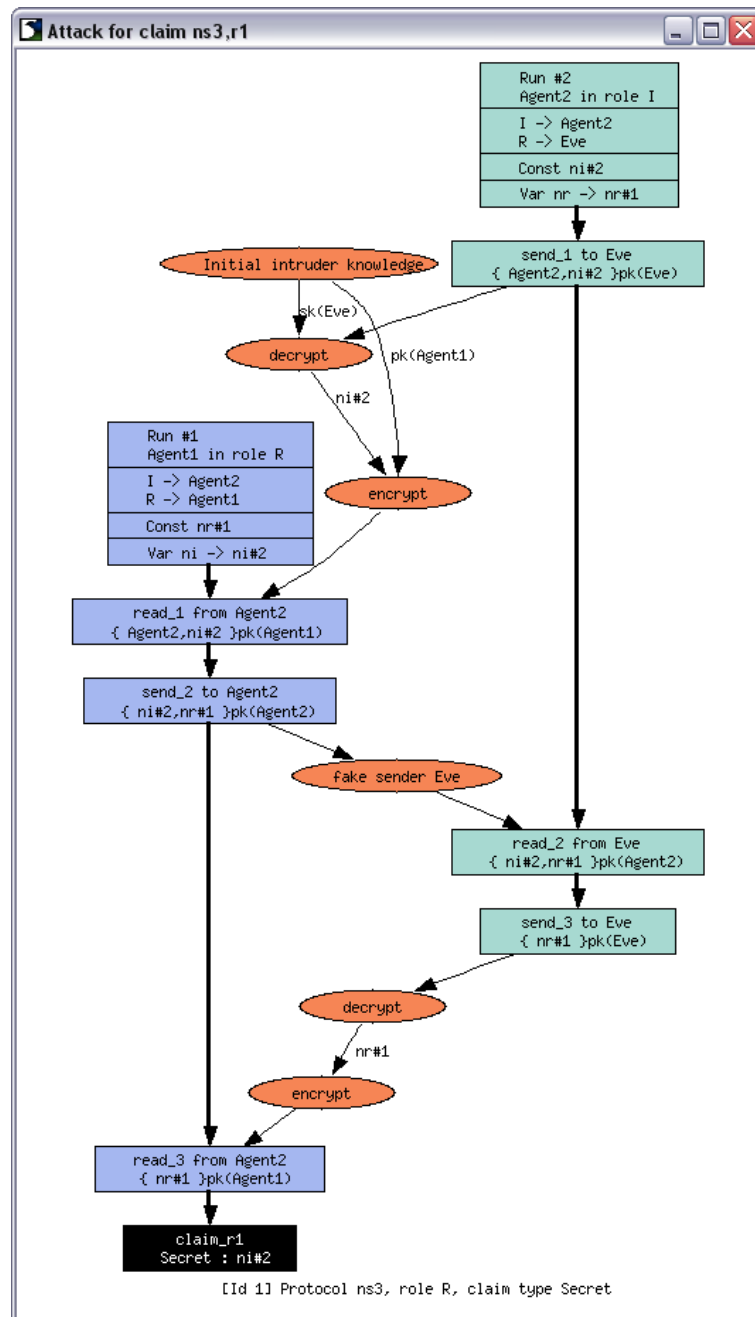 Attack for claim ns3,r1
Run #2
Agent2 in role I
I -> Agent2
R -> Eve
Const ni#2
Var nr -> nr#1
send_1 to Eve
{ Agent2,ni#2 }pk(Eve)
Initial intruder knowledge
sk(Eve)
decrypt
pk(Agent1)
ni#2
Run #1
Agent1 in role R
I -> Agent2
R -> Agent1
Const nr#1
Var ni -> ni#2
encrypt
read_1 from Agent2
{ Agent2,ni#2 }pk(Agent1)
send_2 to Agent2
{ ni#2,nr#1 }pk(Agent2)
fake sender Eve
read_2 from Eve
{ ni#2,nr#1 }pk(Agent2)
send_3 to Eve
{ nr#1 }pk(Eve)
decrypt
nr#1
encrypt
read_3 from Agent2
{ nr#1 }pk(Agent1)
claim_r1
Secret : ni#2
[Id 1] Protocol ns3, role R, claim type Secret